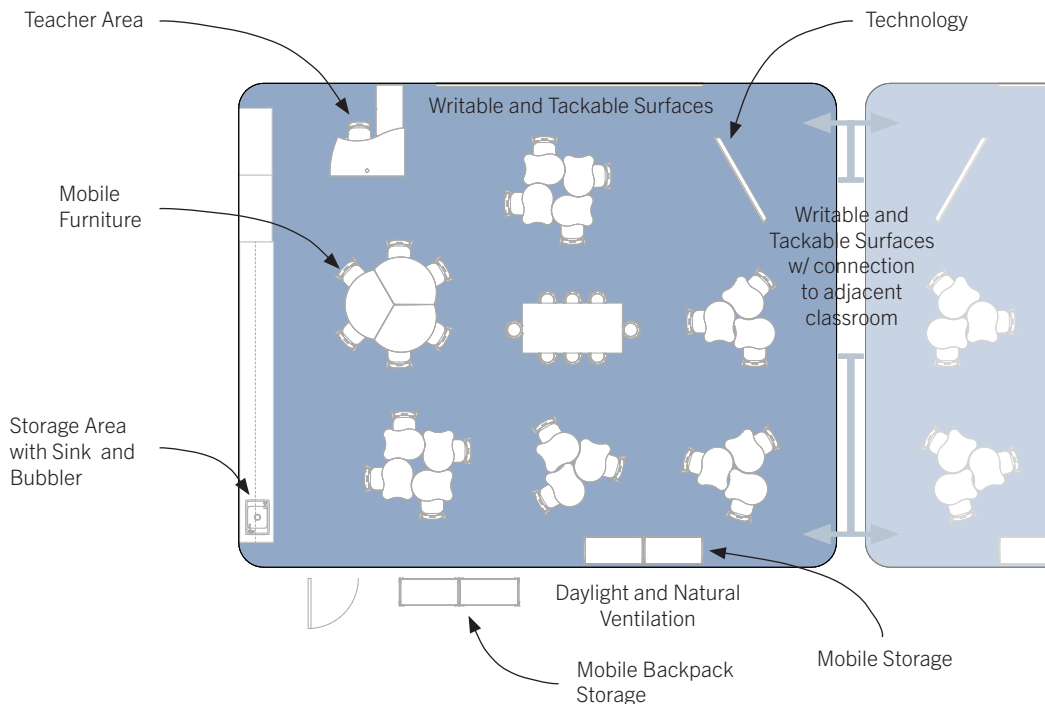 Teacher Area
Technology
Writable and Tackable Surfaces
Mobile
Furniture
Writable and
Tackable Surfaces
w/ connection
to adjacent
classroom
Storage Area
with Sink and
Bubbler
Daylight and Natural
Ventilation
Mobile Storage
Mobile Backpack
Storage